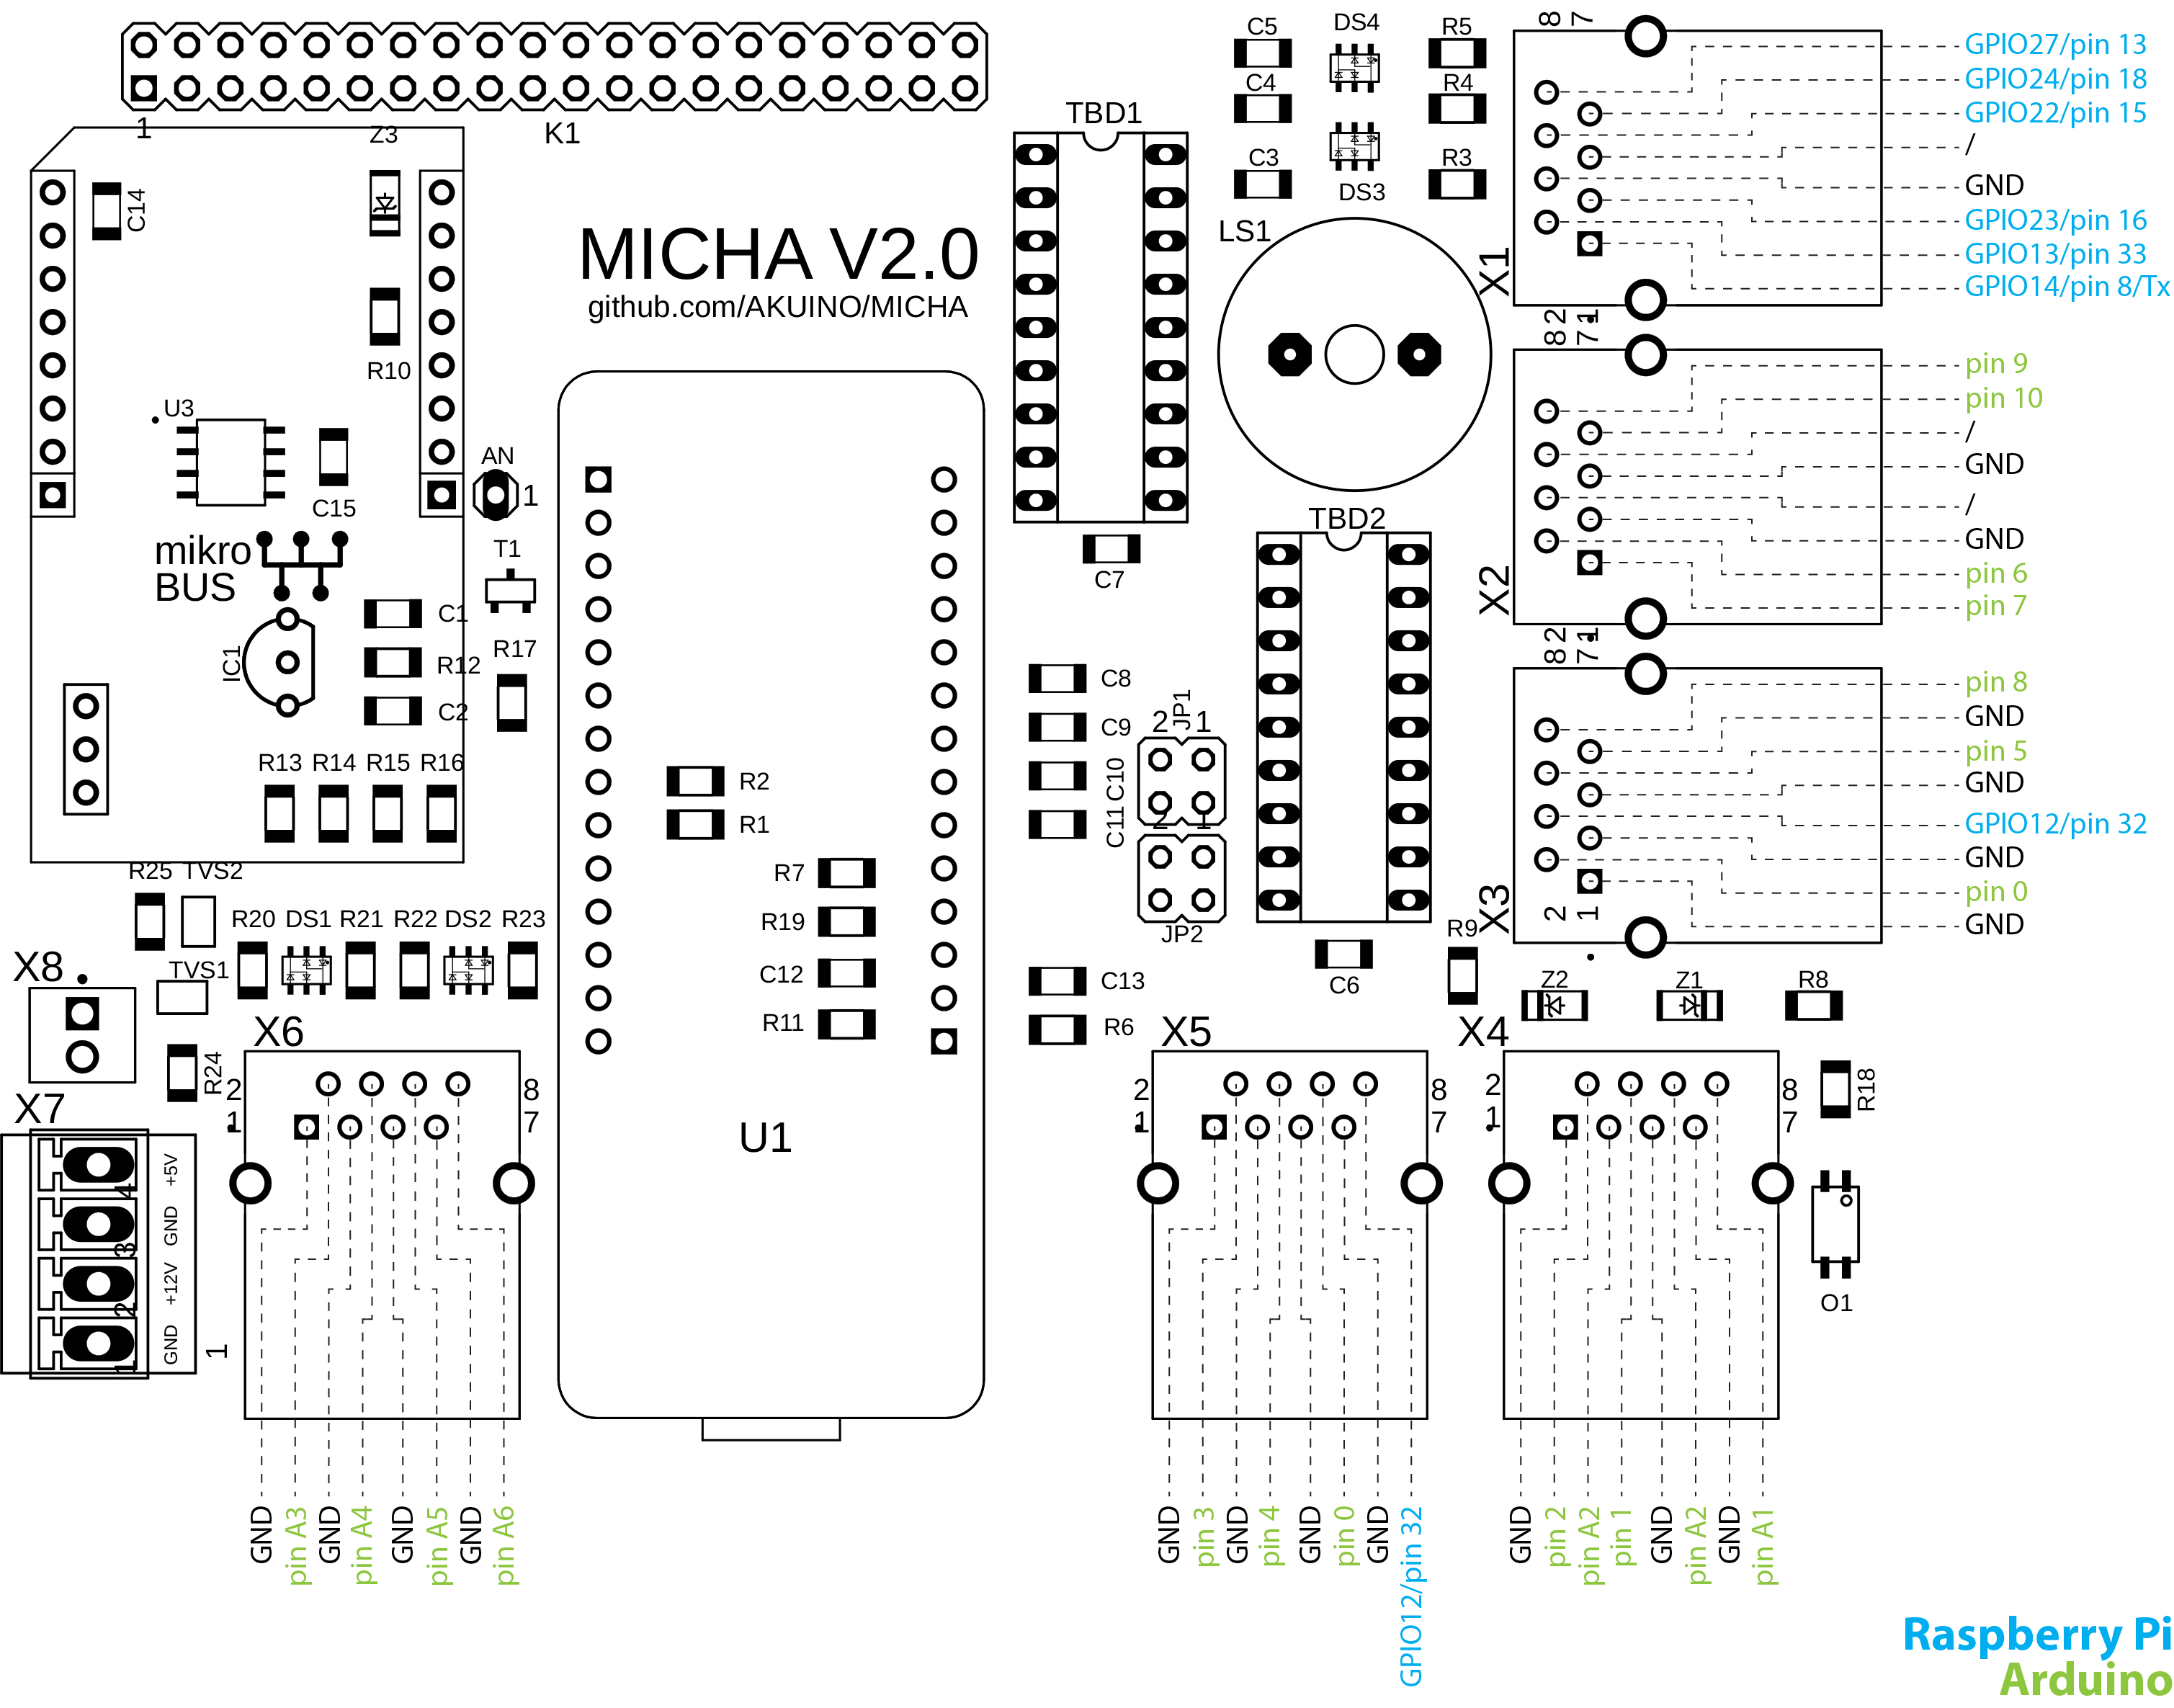 C5
DS4
R5
8
7
GPIO27/pin 13
GPIO24/pin 18
C4
R4
GPIO22/pin 15
1
K1
TBD1
Z3
/
C3
DS3
R3
GND
C14
GPIO23/pin 16
LS1
X1
GPIO13/pin 33
GPIO14/pin 8/Tx
MICHA V2.0
github.com/AKUINO/MICHA
2
1
8
7
R10
pin 9
pin 10
U3
/
AN
1
GND
C15
/
TBD2
GND
mikro
BUS
T1
C7
X2
pin 6
pin 7
C1
R17
2
1
8
7
IC1
R12
C8
pin 8
C2
JP1
2
1
GND
C9
pin 5
R13
R14
R15
R16
R2
C10
GND
R1
C11
2
1
GPIO12/pin 32
GND
R25
TVS2
R7
X3
pin 0
R20
DS1
R21
R22
DS2
R23
R19
JP2
R9
2
1
GND
X8
TVS1
C12
C13
C6
Z2
Z1
R8
X6
R11
R6
X5
X4
R24
2
1
8
7
2
1
8
7
2
1
8
7
R18
X7
U1
+5V
4
GND
3
+12V
2
GND
1
1
O1
GND
pin A3
GND
pin A4
GND
pin A5
GND
pin A6
GND
pin 3
GND
pin 4
GND
pin 0
GND
GPIO12/pin 32
GND
pin 2
pin A2
pin 1
GND
pin A2
GND
pin A1
Raspberry Pi
Arduino